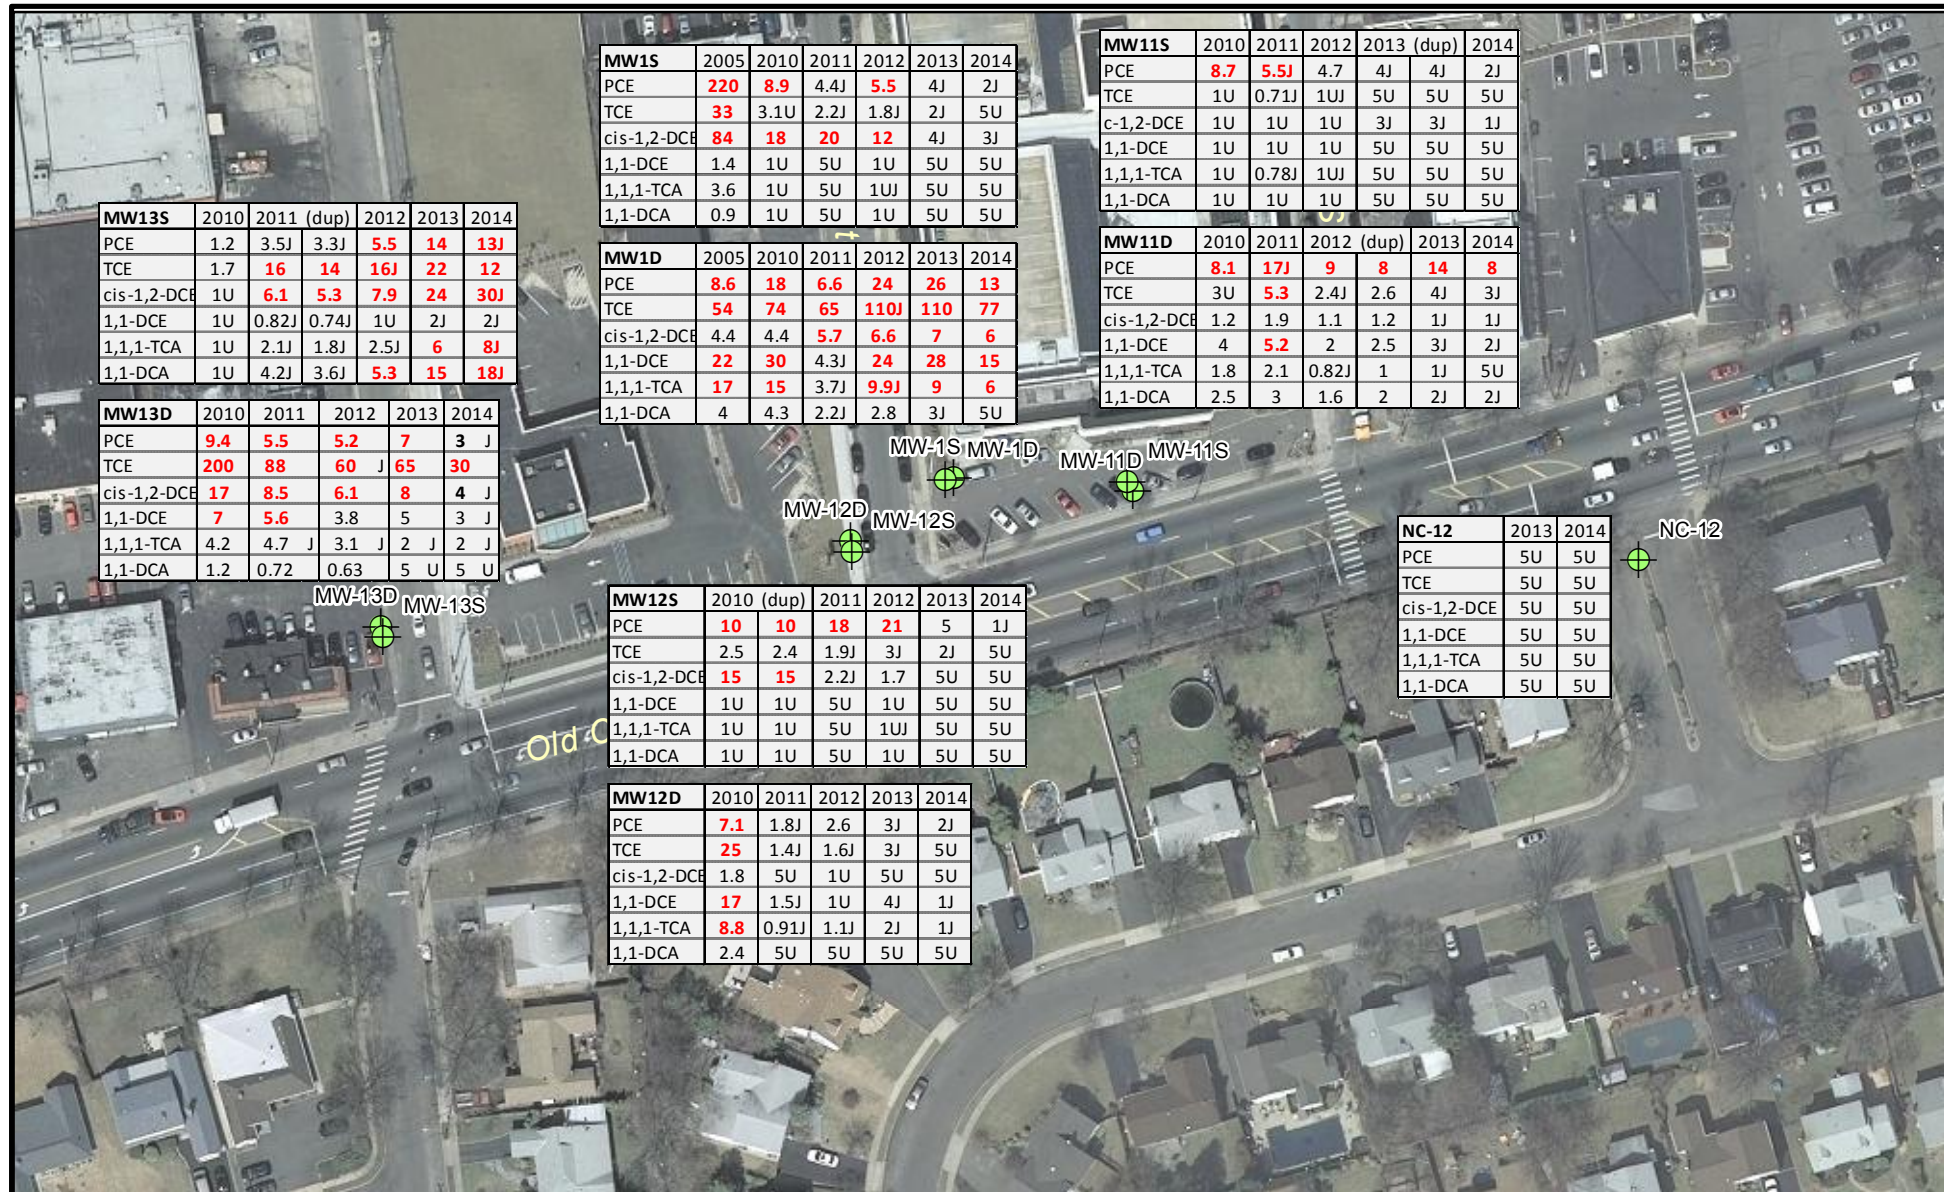 MW1S 2005 2010 2011 2012 2013 2014
PCE 220 8.9 4.4J 5.5 4J 2J
TCE 33 3.1U 2.2J 1.8J 2J 5U
cis-1,2-DCE 84 18 20 12 4J 3J
1,1-DCE 1.4 1U 5U 1U 5U 5U
1,1,1-TCA 3.6 1U 5U 1UJ 5U 5U
1,1-DCA 0.9 1U 5U 1U 5U 5U
MW11S 2010 2011 2012 2013 (dup) 2014
PCE 8.7 5.5J 4.7 4J 4J 2J
TCE 1U 0.71J 1UJ 5U 5U 5U
c-1,2-DCE 1U 1U 1U 3J 3J 1J
1,1-DCE 1U 1U 1U 5U 5U 5U
1,1,1-TCA 1U 0.78J 1UJ 5U 5U 5U
1,1-DCA 1U 1U 1U 5U 5U 5U
MW13S 2010 2011 (dup) 2012 2013 2014
PCE 1.2 3.5J 3.3J 5.5 14 13J
TCE 1.7 16 14 16J 22 12
cis-1,2-DCE 1U 6.1 5.3 7.9 24 30J
1,1-DCE 1U 0.82J 0.74J 1U 2J 2J
1,1,1-TCA 1U 2.1J 1.8J 2.5J 6 8J
1,1-DCA 1U 4.2J 3.6J 5.3 15 18J
MW1D 2005 2010 2011 2012 2013 2014
PCE 8.6 18 6.6 24 26 13
TCE 54 74 65 110J 110 77
cis-1,2-DCE 4.4 4.4 5.7 6.6 7 6
1,1-DCE 22 30 4.3J 24 28 15
1,1,1-TCA 17 15 3.7J 9.9J 9 6
1,1-DCA 4 4.3 2.2J 2.8 3J 5U
MW11D 2010 2011 2012 (dup) 2013 2014
PCE 8.1 17J 9 8 14 8
TCE 3U 5.3 2.4J 2.6 4J 3J
cis-1,2-DCE 1.2 1.9 1.1 1.2 1J 1J
1,1-DCE 4 5.2 2 2.5 3J 2J
1,1,1-TCA 1.8 2.1 0.82J 1 1J 5U
1,1-DCA 2.5 3 1.6 2 2J 2J
MW13D 2010 2011 2012 2013 2014
PCE 9.4 5.5 5.2 7 3 J
TCE 200 88 60 J 65 30
cis-1,2-DCE 17 8.5 6.1 8 4 J
1,1-DCE 7 5.6 3.8 5 3 J
1,1,1-TCA 4.2 4.7 J 3.1 J 2 J 2 J
1,1-DCA 1.2 0.72 0.63 5 U 5 U
MW-1S MW-1D
MW-11D MW-11S
MW-12D MW-12S
MW-13D MW-13S
NC-12
NC-12 2013 2014
PCE 5U 5U
TCE 5U 5U
cis-1,2-DCE 5U 5U
1,1-DCE 5U 5U
1,1,1-TCA 5U 5U
1,1-DCA 5U 5U
MW12S 2010 (dup) 2011 2012 2013 2014
PCE 10 10 18 21 5 1J
TCE 2.5 2.4 1.9J 3J 2J 5U
cis-1,2-DCE 15 15 2.2J 1.7 5U 5U
1,1-DCE 1U 1U 5U 1U 5U 5U
1,1,1-TCA 1U 1U 5U 1UJ 5U 5U
1,1-DCA 1U 1U 5U 1U 5U 5U
Old
MW12D 2010 2011 2012 2013 2014
PCE 7.1 1.8J 2.6 3J 2J
TCE 25 1.4J 1.6J 3J 5U
cis-1,2-DCE 1.8 5U 1U 5U 5U
1,1-DCE 17 1.5J 1U 4J 1J
1,1,1-TCA 8.8 0.91J 1.1J 2J 1J
1,1-DCA 2.4 5U 5U 5U 5U